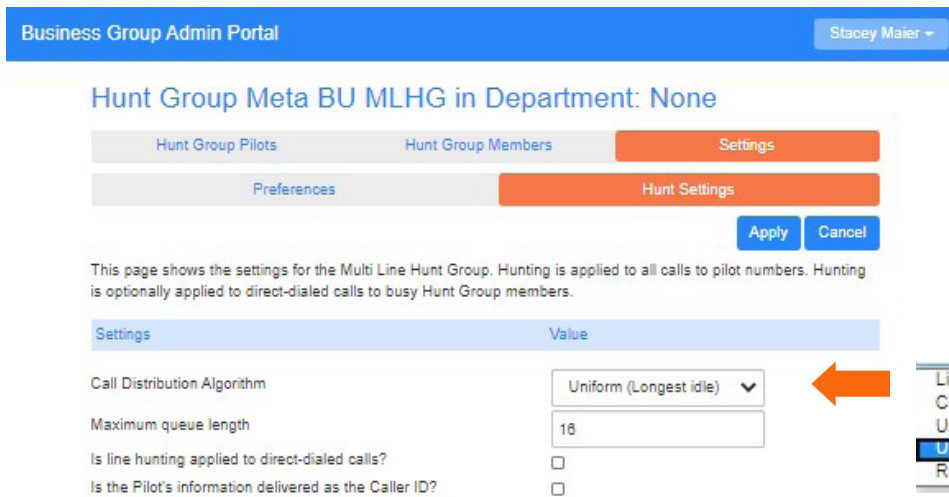 Business Group Admin Portal
Stacey Maier
Hunt Group Meta BU MLHG in Department: None
Hunt Group Pilots
Hunt Group Members
Settings
Preferences
Hunt Settings
Apply
Cancel
This page shows the settings for the Multi Line Hunt Group. Hunting is applied to all calls to pilot numbers. Hunting
is optionally applied to direct-dialed calls to busy Hunt Group members.
Settings
Value
Call Distribution Algorithm
Uniform (Longest idle)
Maximum queue length
16
Is line hunting applied to direct-dialed calls?
Is the Pilot's information delivered as the Caller ID?